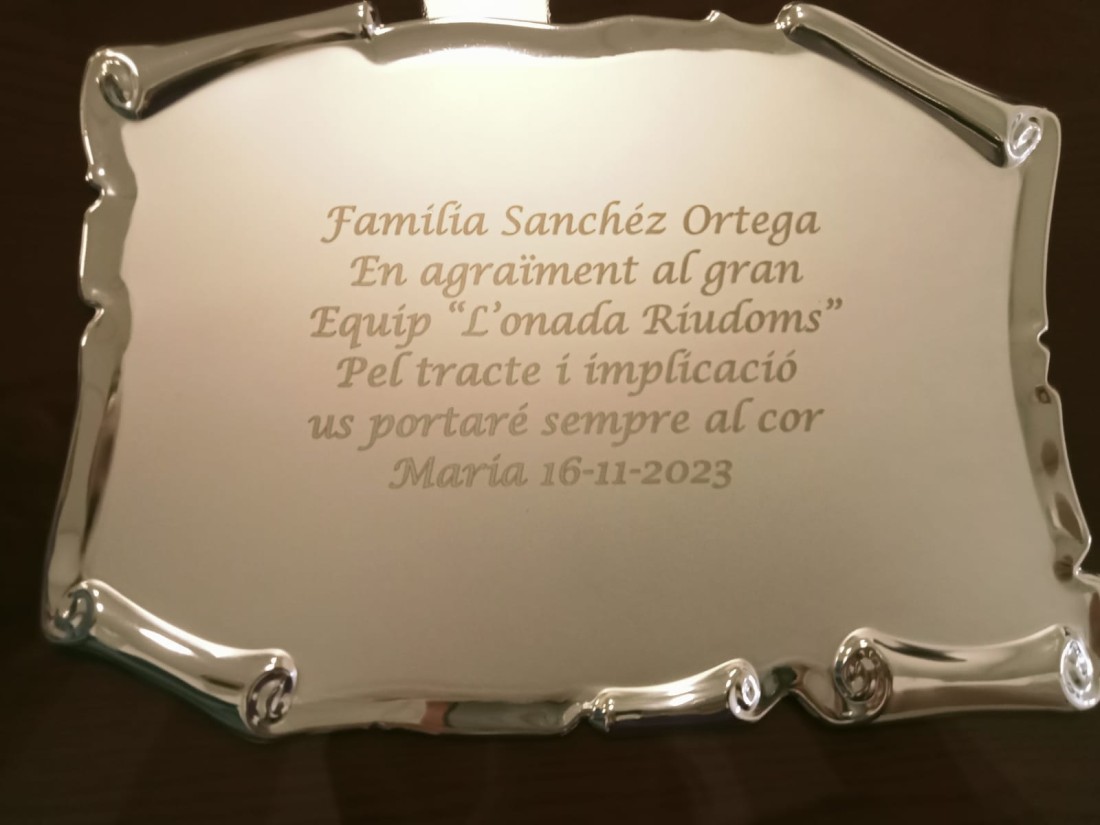 Família Sanchéz Ortega
En agraïment al gran
Equip “L’onada Riudoms”
Pel tracte i implicació
us portaré sempre al cor
María 16-11-2023